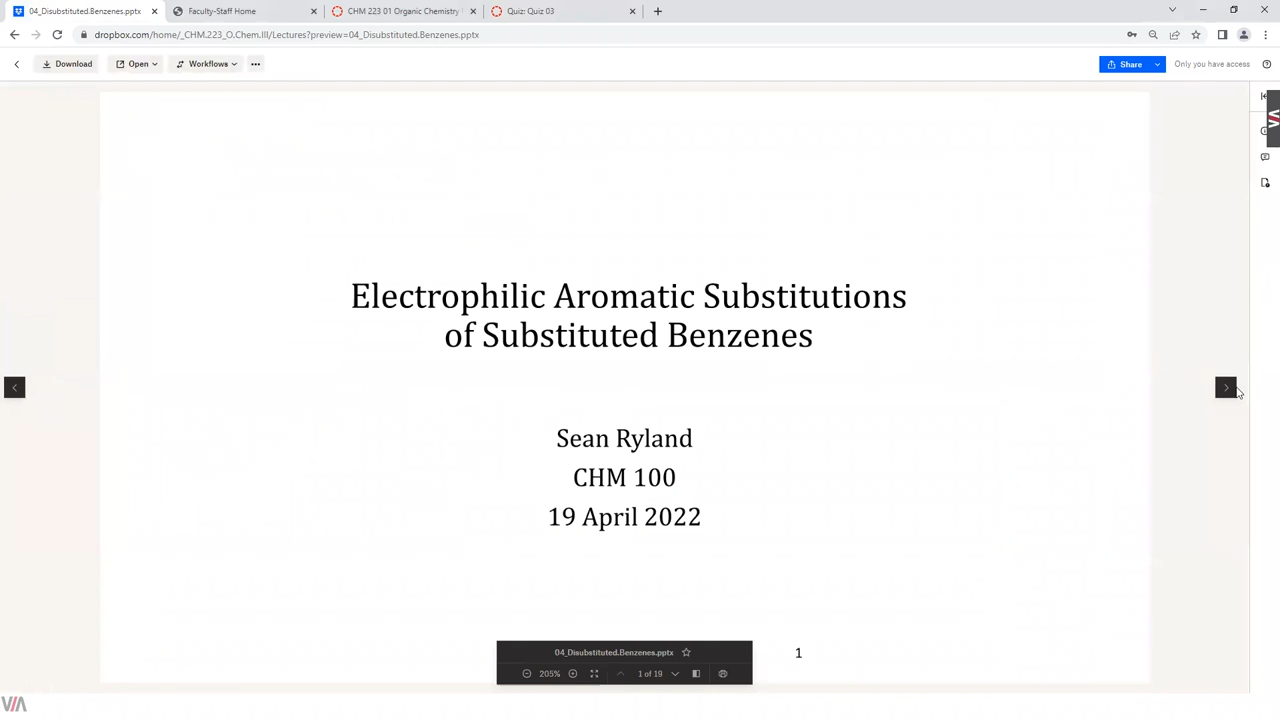 04_Disubstituted.Benzenes.pptx
Faculty-Staff Home
CHM 223 01 Organic Chemistry
Quiz: Quiz 03
dropbox.com/home/_CHM.223_O.Chem.III/Lectures?preview=04_Disubstituted.Benzenes.pptx
Download
Open
Workflows
Share
Only you have access
Electrophilic Aromatic Substitutions
of Substituted Benzenes
Sean Ryland
CHM 100
19 April 2022
1
04_Disubstituted.Benzenes.pptx
205%
1 of 19
VIA